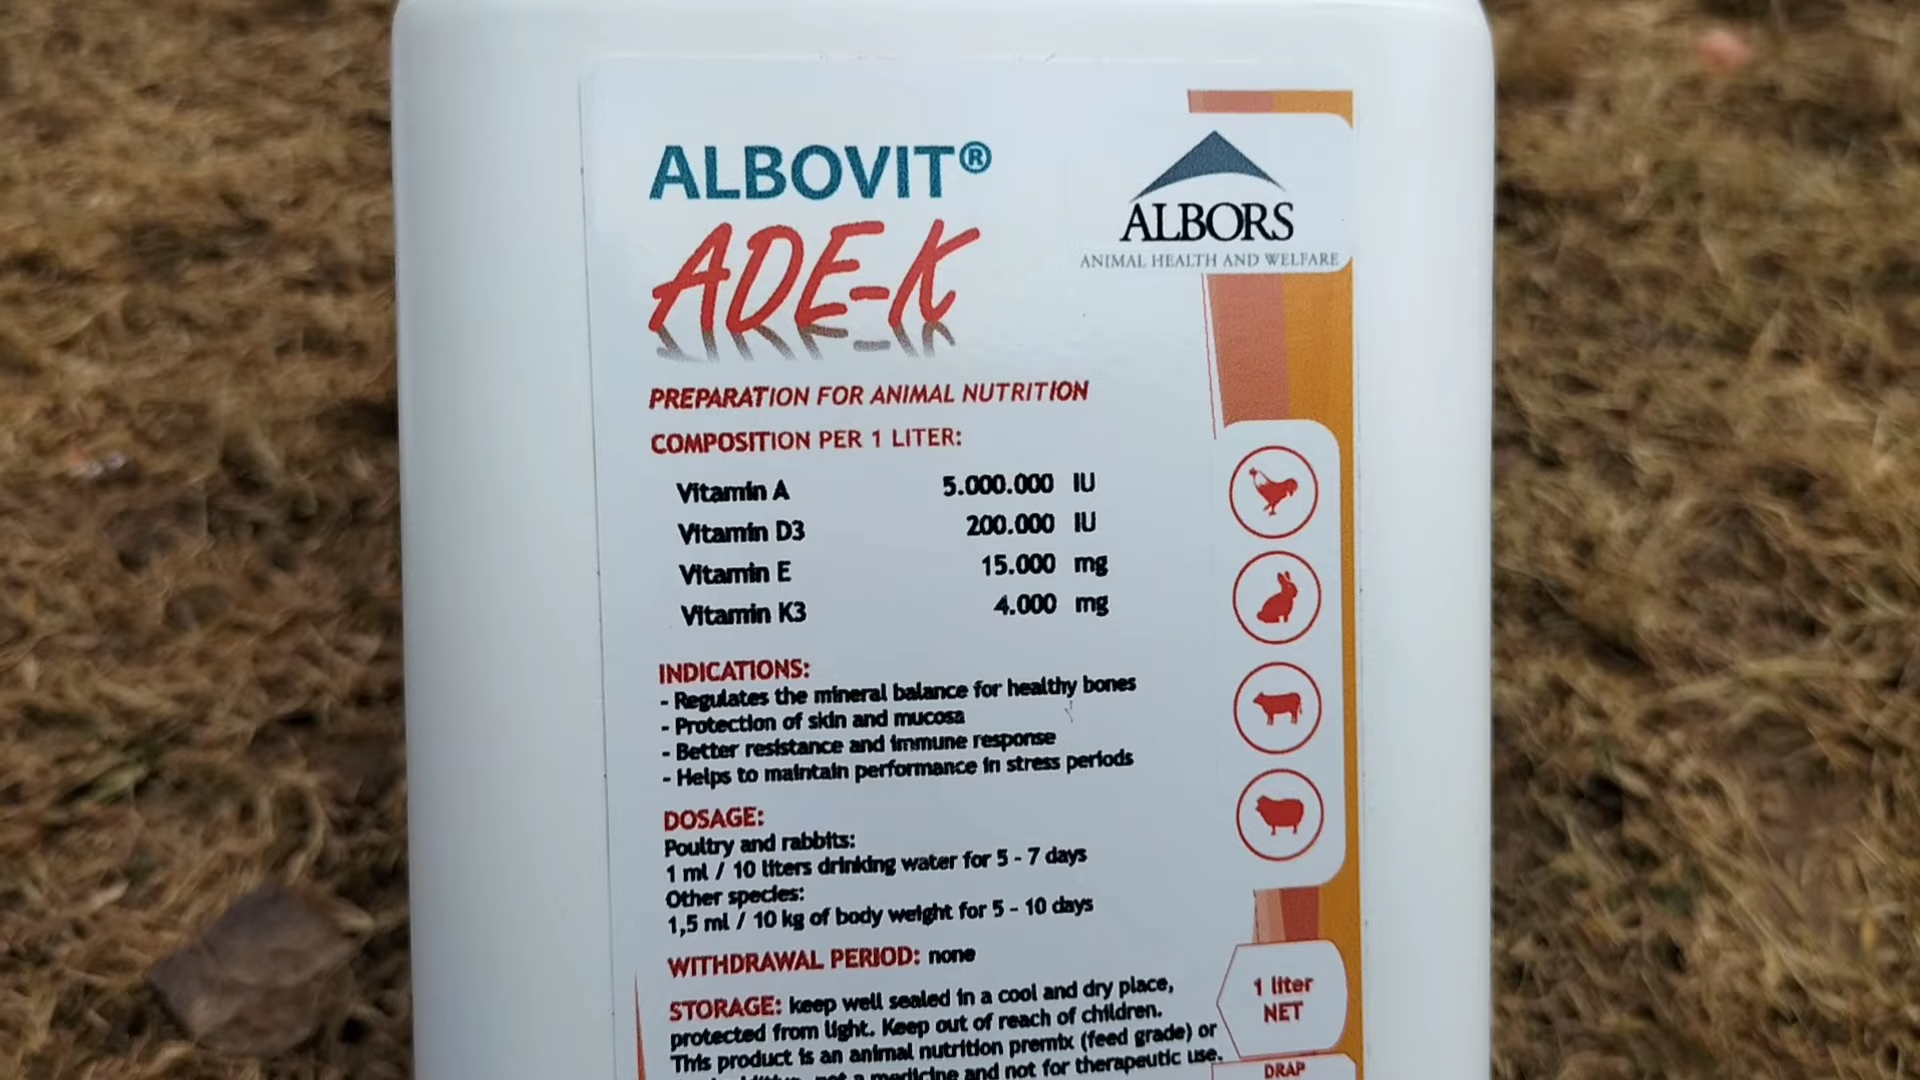 ALBOVIT®
ADE-K
ALBORS
ANIMAL HEALTH AND WELFARE
PREPARATION FOR ANIMAL NUTRITION
COMPOSITION PER 1 LITER:
Vitamin A 5.000.000 IU
Vitamin D3 200.000 IU
Vitamin E 15.000 mg
Vitamin K3 4.000 mg
INDICATIONS:
- Regulates the mineral balance for healthy bones
- Protection of skin and mucosa
- Better resistance and immune response
- Helps to maintain performance in stress periods
DOSAGE:
Poultry and rabbits:
1 ml / 10 liters drinking water for 5 - 7 days
Other species:
1,5 ml / 10 kg of body weight for 5 - 10 days
WITHDRAWAL PERIOD: none
STORAGE: keep well sealed in a cool and dry place,
protected from light. Keep out of reach of children.
This product is an animal nutrition premix (feed grade) or
not a medicine and not for therapeutic use.
1 liter
NET
DRAP